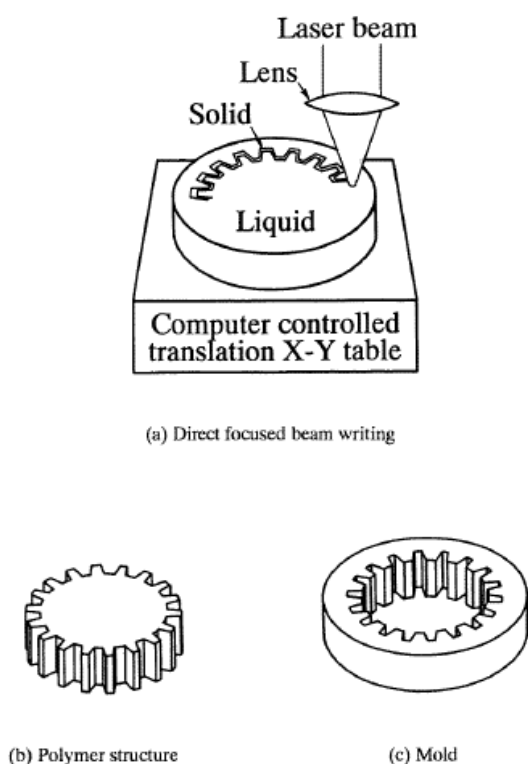 Laser beam
Lens
Solid
Liquid
Computer controlled
translation X-Y table
(a) Direct focused beam writing
(b) Polymer structure
(c) Mold